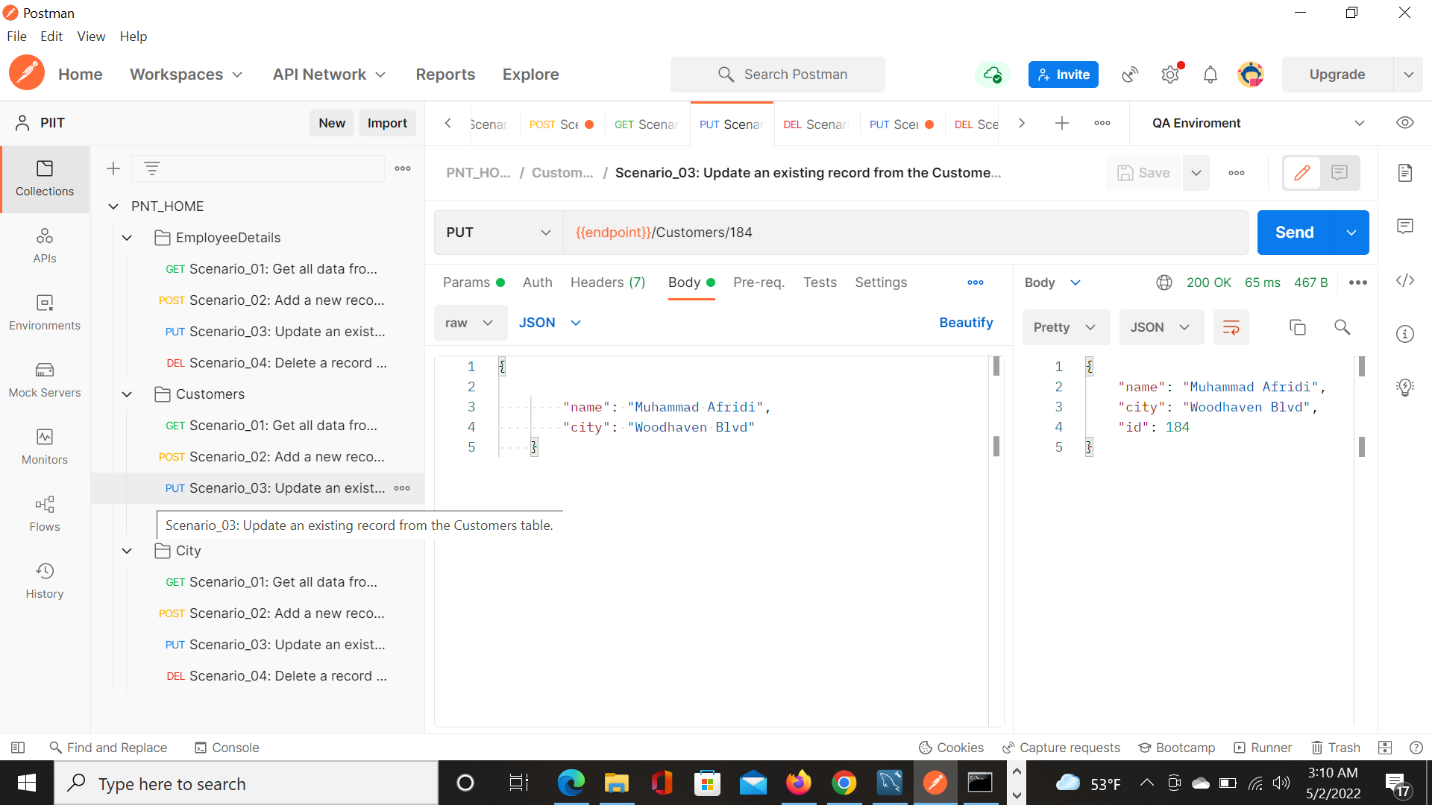 Postman
File Edit View Help
Home Workspaces API Network Reports Explore Search Postman Invite Upgrade
PIIT New Import
Scenar POST Sce GET Scenar PUT Scena DEL Scenari PUT Scer DEL Sce QA Enviroment
Collections
APIs
Environments
Mock Servers
Monitors
Flows
History
PNT_HOME
EmployeeDetails
GET Scenario_01: Get all data fro...
POST Scenario_02: Add a new reco...
PUT Scenario_03: Update an exist...
DEL Scenario_04: Delete a record ...
Customers
GET Scenario_01: Get all data fro...
POST Scenario_02: Add a new reco...
PUT Scenario_03: Update an exist...
Scenario_03: Update an existing record from the Customers table.
City
GET Scenario_01: Get all data fro...
POST Scenario_02: Add a new reco...
PUT Scenario_03: Update an exist...
DEL Scenario_04: Delete a record ...
PNT_HO... / Custom... / Scenario_03: Update an existing record from the Custome... Save
PUT {{endpoint}}/Customers/184 Send
Params Auth Headers (7) Body Pre-req. Tests Settings
raw JSON Beautify
1 {
2
3 "name": "Muhammad Afridi",
4 "city": "Woodhaven Blvd"
5 }
Body 200 OK 65 ms 467 B
Pretty JSON
1 {
2 "name": "Muhammad Afridi",
3 "city": "Woodhaven Blvd",
4 "id": 184
5 }
Find and Replace Console Cookies Capture requests Bootcamp Runner Trash
Type here to search 53°F 3:10 AM
5/2/2022 17